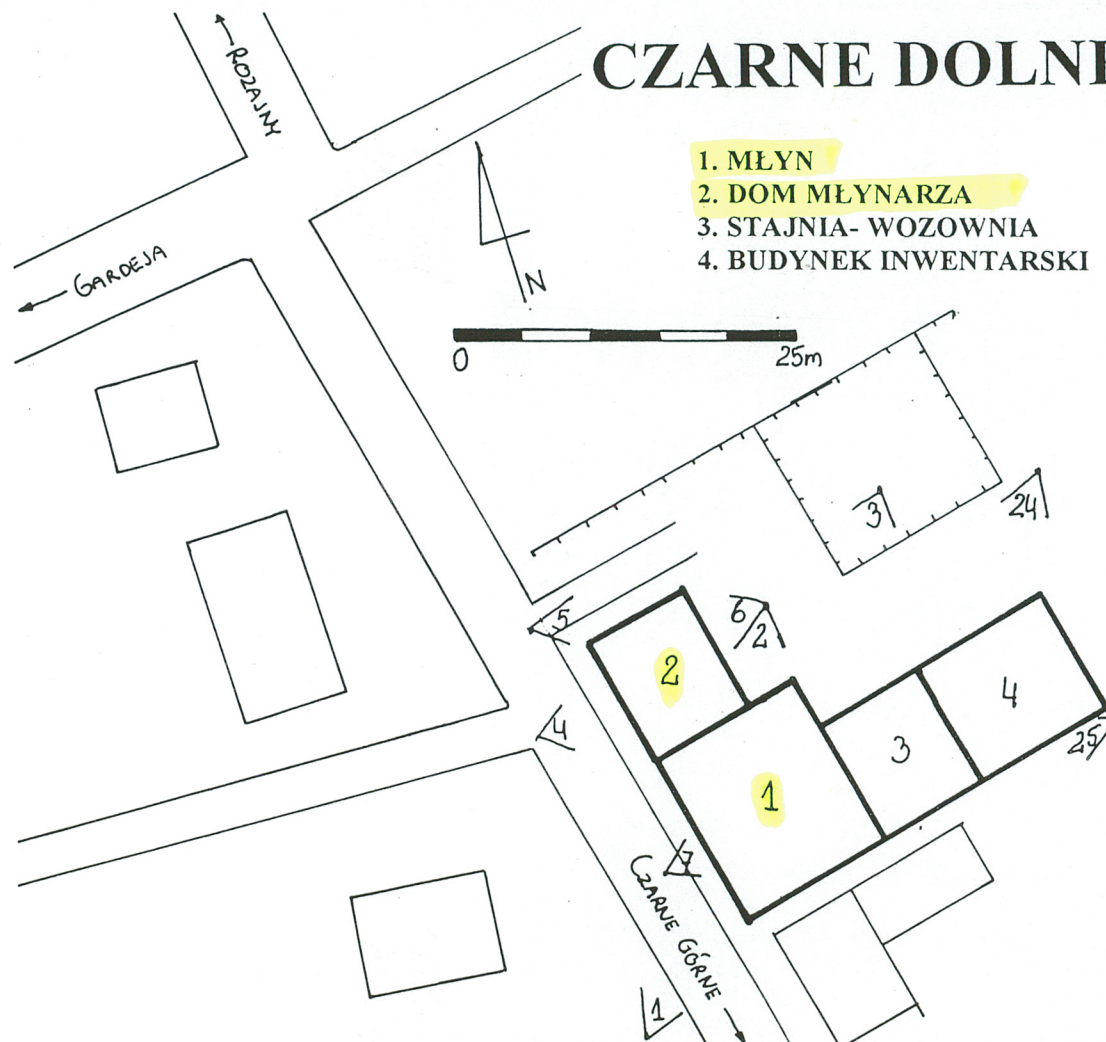 CZARNE DOLNE
1. MŁYN
2. DOM MŁYNARZA
3. STAJNIA- WOZOWNIA
4. BUDYNEK INWENTARSKI
ROZAJNY
GARDEJA
N
0
25m
3
24
5
6/2
2
4
4
3
25/
1
7
CZARNE GÓRNE
1